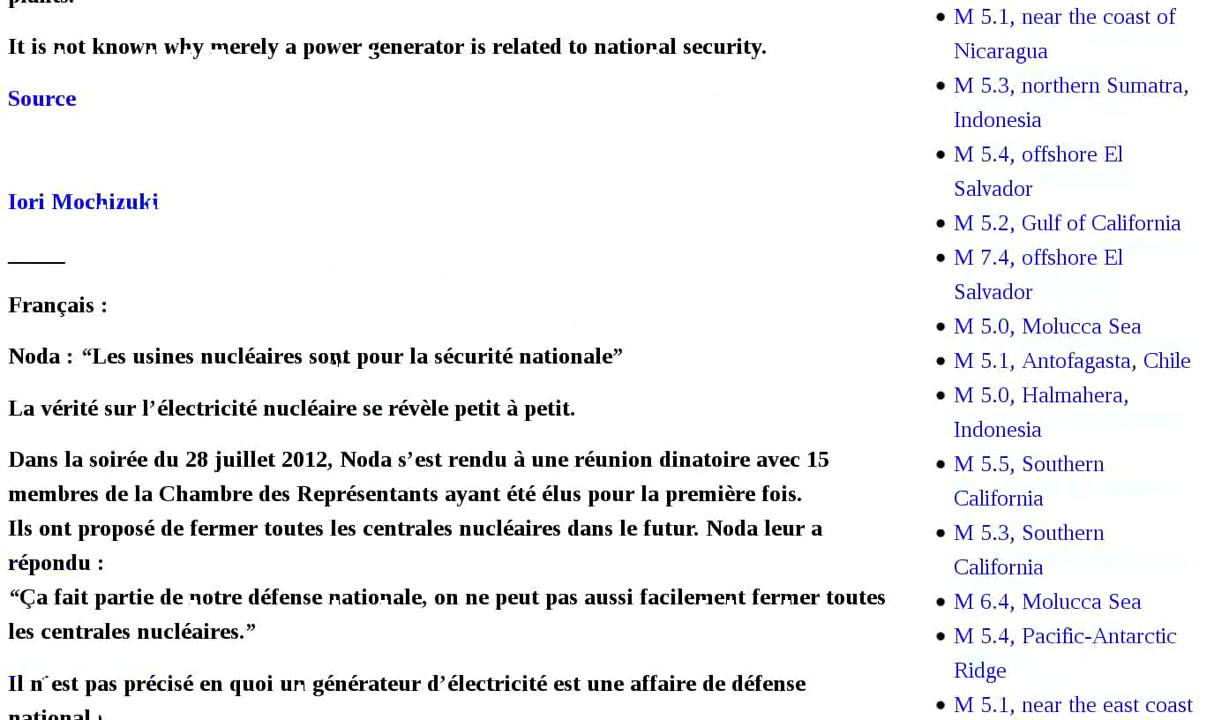 plants.
It is not known why merely a power generator is related to national security.
Source
Iori Mochizuki
_____
Français :
Noda : “Les usines nucléaires sont pour la sécurité nationale”
La vérité sur l’électricité nucléaire se révèle petit à petit.
Dans la soirée du 28 juillet 2012, Noda s’est rendu à une réunion dinatoire avec 15
membres de la Chambre des Représentants ayant été élus pour la première fois.
Ils ont proposé de fermer toutes les centrales nucléaires dans le futur. Noda leur a
répondu :
“Ça fait partie de notre défense nationale, on ne peut pas aussi facilement fermer toutes
les centrales nucléaires.”
Il n’est pas précisé en quoi un générateur d’électricité est une affaire de défense
M 5.1, near the coast of
Nicaragua
M 5.3, northern Sumatra,
Indonesia
M 5.4, offshore El
Salvador
M 5.2, Gulf of California
M 7.4, offshore El
Salvador
M 5.0, Molucca Sea
M 5.1, Antofagasta, Chile
M 5.0, Halmahera,
Indonesia
M 5.5, Southern
California
M 5.3, Southern
California
M 6.4, Molucca Sea
M 5.4, Pacific-Antarctic
Ridge
M 5.1, near the east coast